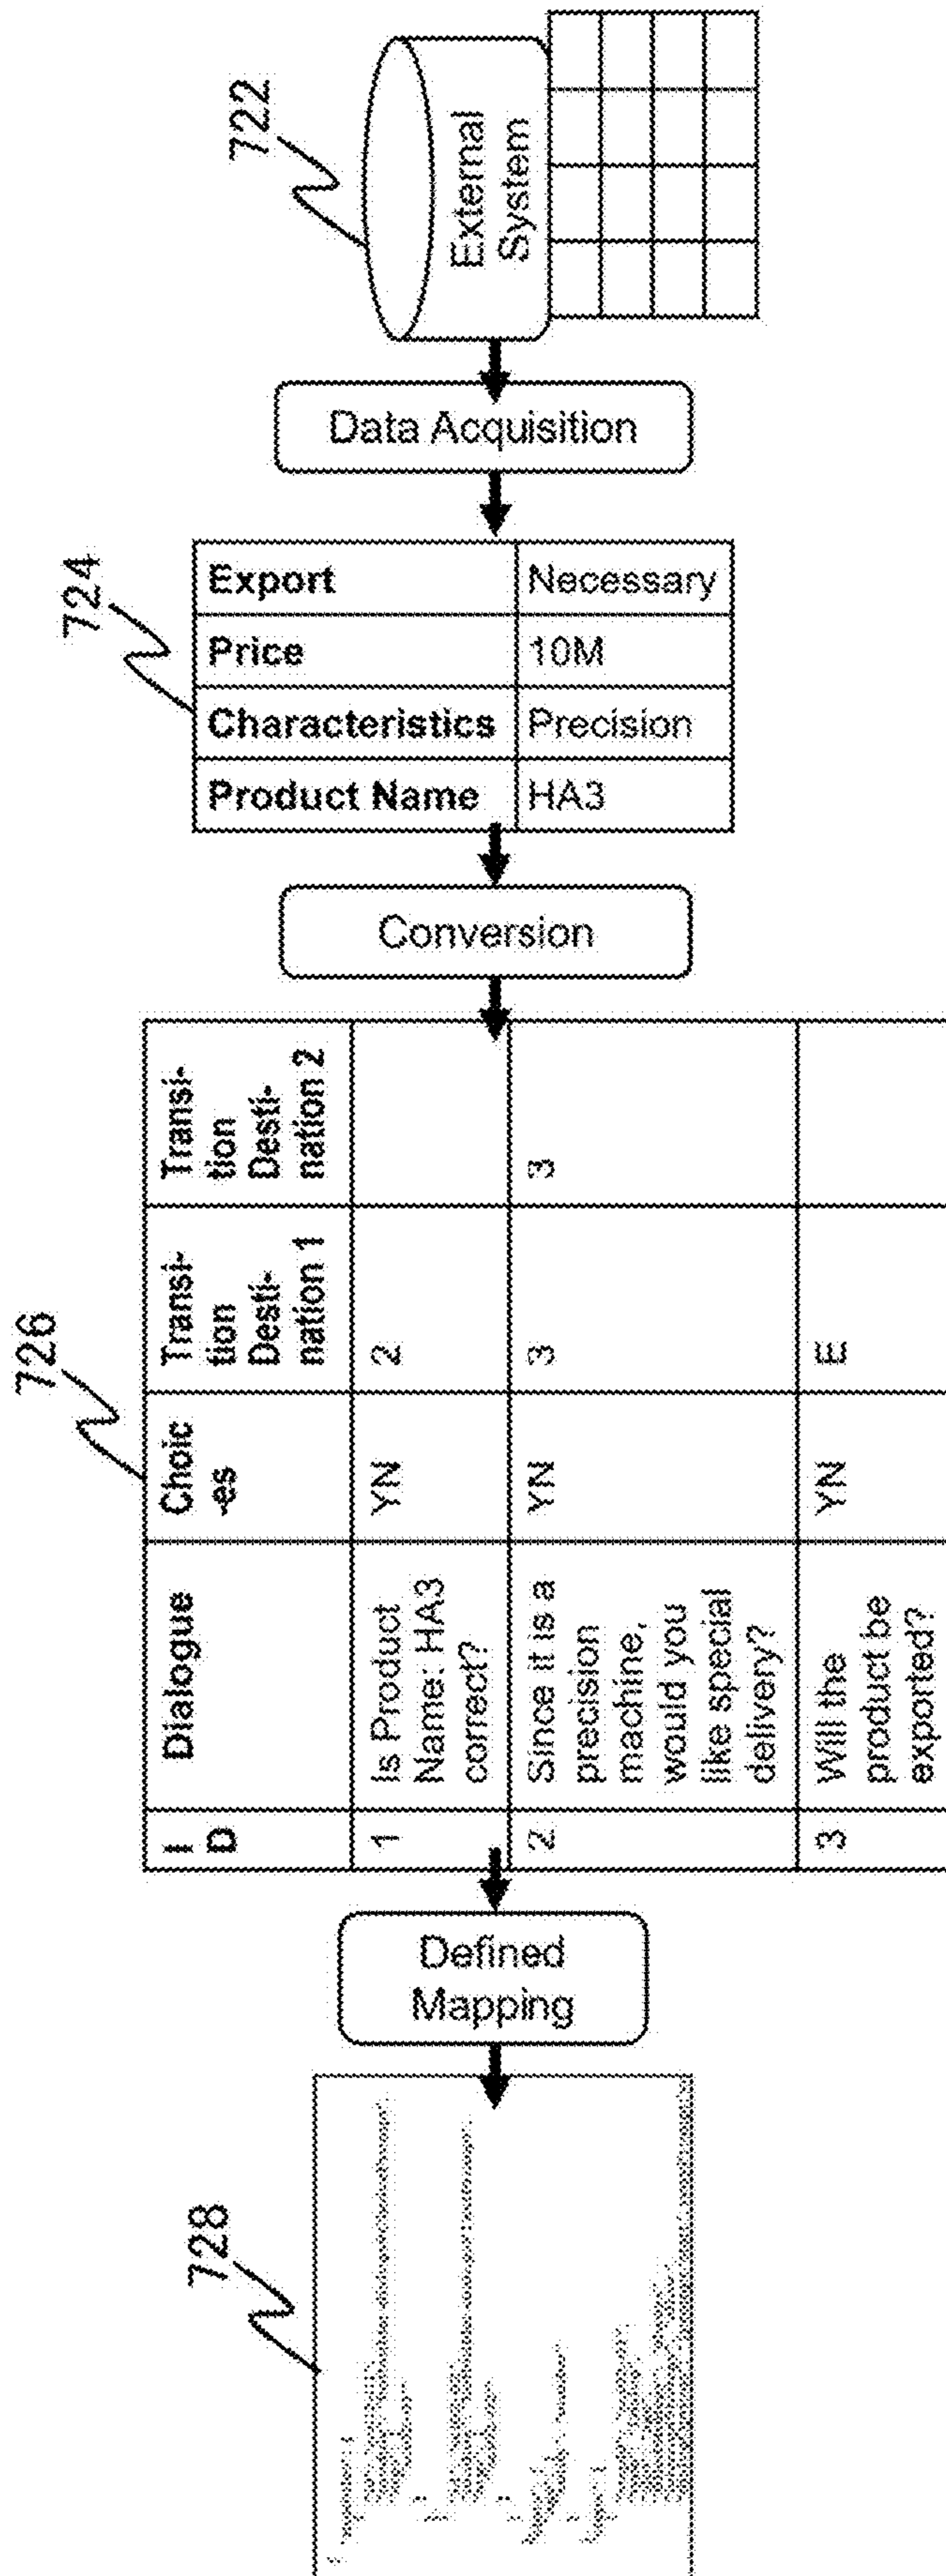 728
Defined
Mapping
726
I
D
Dialogue
Choic
-es
Transi-
tion
Desti-
nation 1
Transi-
tion
Desti-
nation 2
1
Is Product
Name: HA3
correct?
YN
2
2
Since it is a
precision
machine,
would you
like special
delivery?
YN
3
3
3
Will the
product be
exported?
YN
E
Conversion
724
Product Name
Characteristics
Price
Export
HA3
Precision
10M
Necessary
Data Acquisition
722
External
System